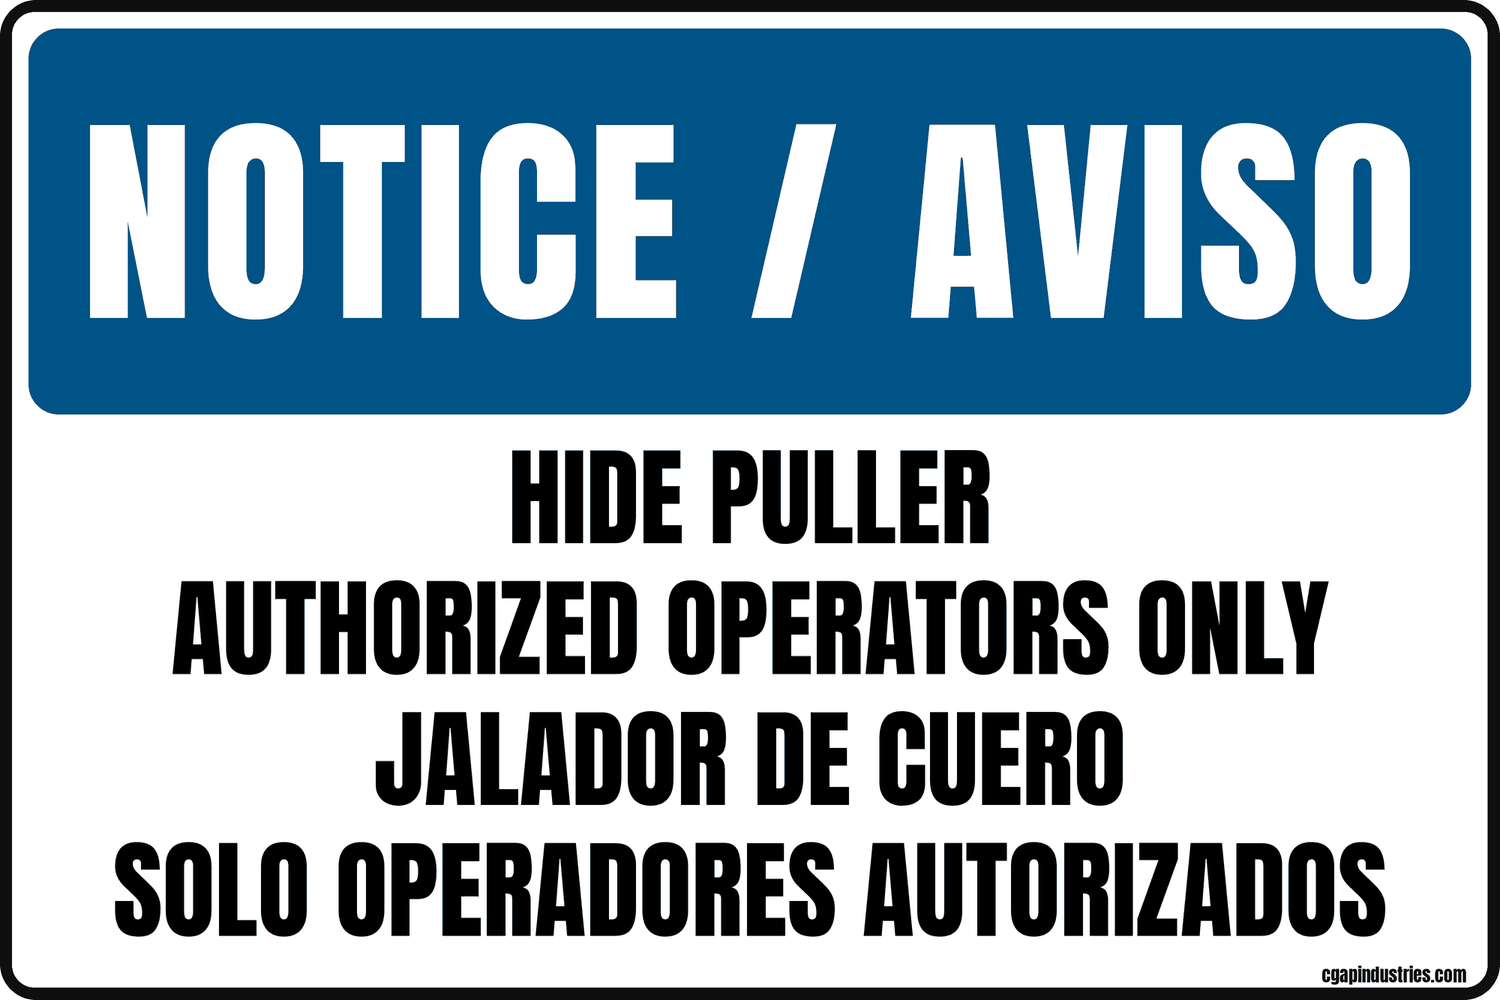 NOTICE / AVISO
HIDE PULLER
AUTHORIZED OPERATORS ONLY
JALADOR DE CUERO
SOLO OPERADORES AUTORIZADOS
cgapindustries.com